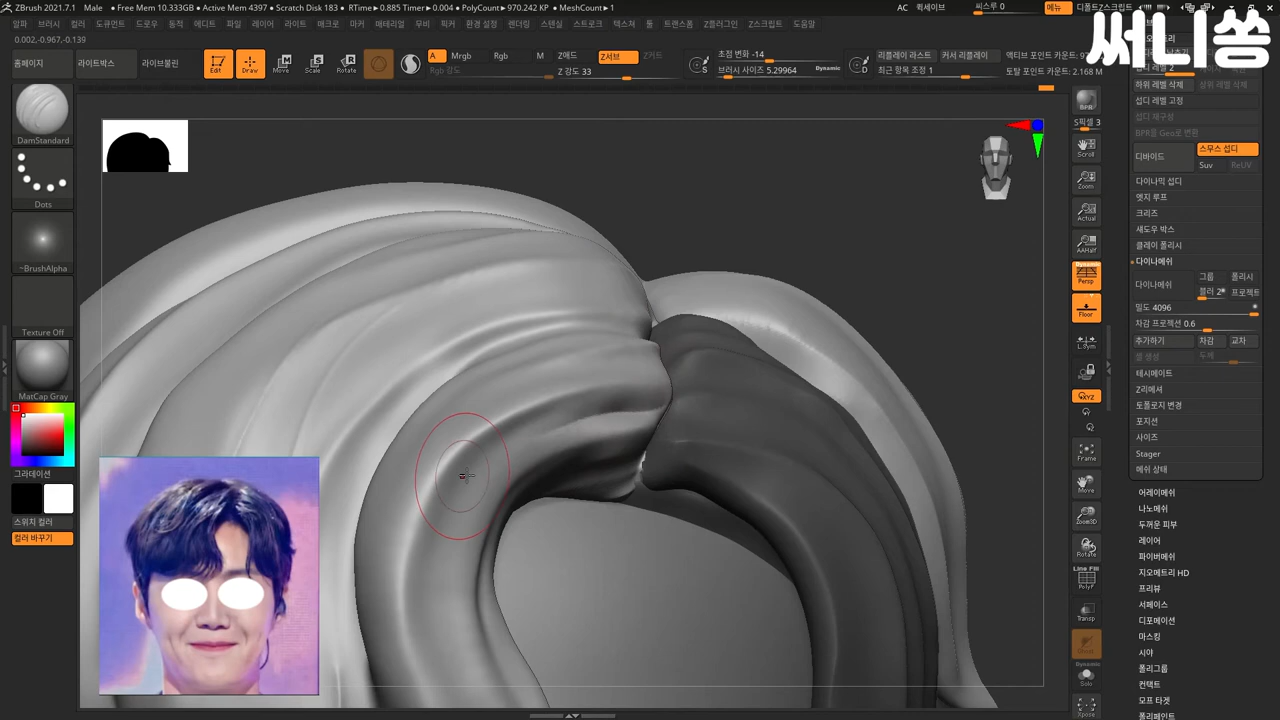 ZBrush 2021.7.1 Male • Free Mem 10.333GB • Active Mem 4397 • Scratch Disk 183 • RTime▸0.885 Timer▸0.004 • PolyCount▸970.242 KP • MeshCount▸1 AC 퀵세이브 씨스루 0 메뉴 디폴트Z스크립트
알파 브러시 컬러 도큐먼트 드로우 동적 에디트 파일 레이어 라이트 매크로 마커 매테리얼 무비 피커 환경 설정 렌더링 스텐실 스트로크 텍스쳐 툴 트랜스폼 Z플러그인 Z스크립트 도움말
써니쏭
0.002,-0.967,-0.139
홈페이지 라이트박스 라이브불린 Edit Draw Move Scale Rotate A Mrgb Rgb M Z애드 Z서브 Z커트
Z 강도 33
초점 변화 -14
브러시 사이즈 5.29964 Dynamic
리플레이 라스트 커서 리플레이
최근 항목 조정 1
토탈 포인트 카운트: 2.168 M
DamStandard
Dots
~BrushAlpha
Texture Off
MatCap Gray
그라데이션
스위치 컬러
컬러 바꾸기
BPR
S픽셀 3
Scroll
Zoom
Actual
AAHalf
Dynamic
Persp
Floor
L.Sym
XYZ
Frame
Move
Zoom3D
Rotate
Line Fill
PolyF
Transp
Ghost
Dynamic
Solo
Xpose
하위 레벨 삭제 상위 레벨 삭제
섭디 레벨 고정
섭디 재구성
BPR을 Geo로 변환
디바이드 스무스 섭디
Suv ReUV
다이나믹 섭디
엣지 루프
크리즈
섀도우 박스
클레이 폴리시
다이나메쉬
다이나메쉬 그룹 폴리시
블러 2 프로젝트
밀도 4096
차감 프로젝션 0.6
추가하기 차감 교차
쉘 생성 두께
테시메이트
Z리메셔
토폴로지 변경
포지션
사이즈
Stager
메쉬 상태
어레이메쉬
나노메쉬
두꺼운 피부
레이어
파이버메쉬
지오메트리 HD
프리뷰
서페이스
디포메이션
마스킹
시야
폴리그룹
컨택트
모프 타겟
폴리페인트